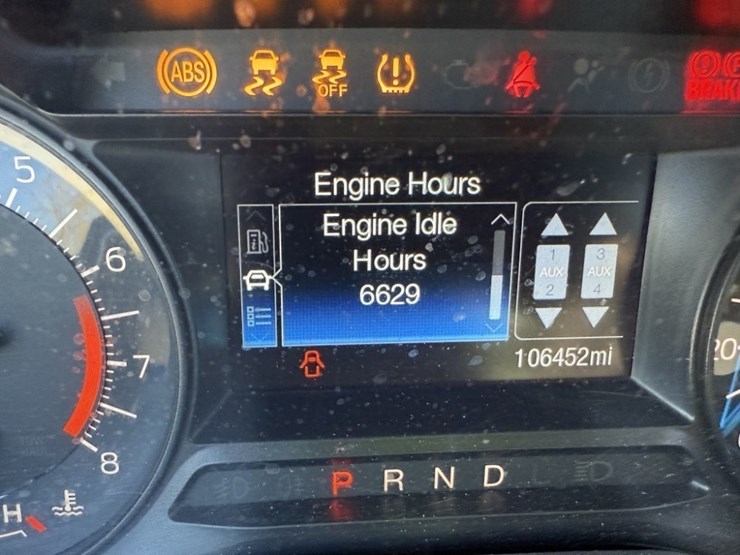 ABS
OFF
BRAKE
5
6
7
8
H
Engine Hours
Engine Idle
Hours
6629
1 3
AUX AUX
2 4
106452mi
20
P R N D L